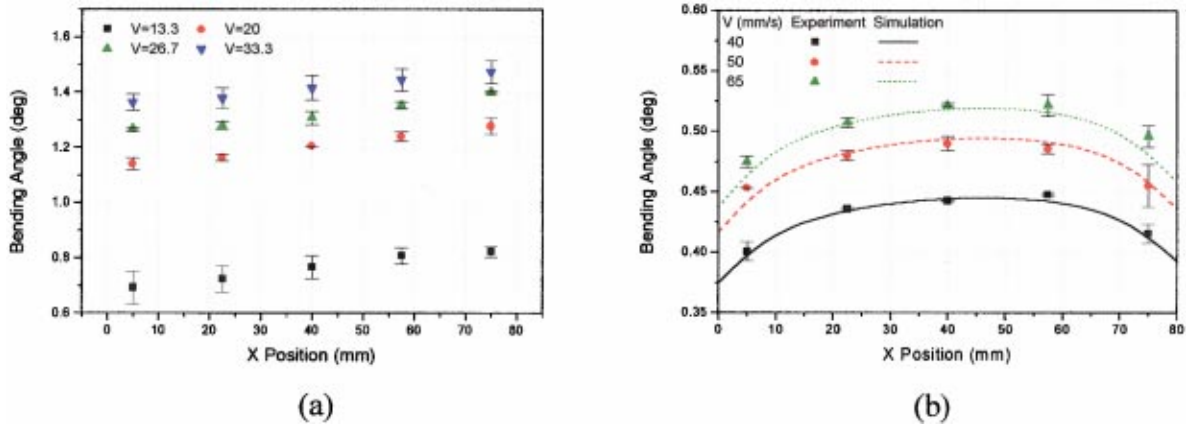 V=13.3 V=20
V=26.7 V=33.3
1.6
1.4
1.2
1.0
0.8
0.6
Bending Angle (deg)
0 10 20 30 40 50 60 70 80
X Position (mm)
(a)
V (mm/s) Experiment Simulation
40
50
65
0.60
0.55
0.50
0.45
0.40
0.35
Bending Angle (deg)
0 10 20 30 40 50 60 70 80
X Position (mm)
(b)